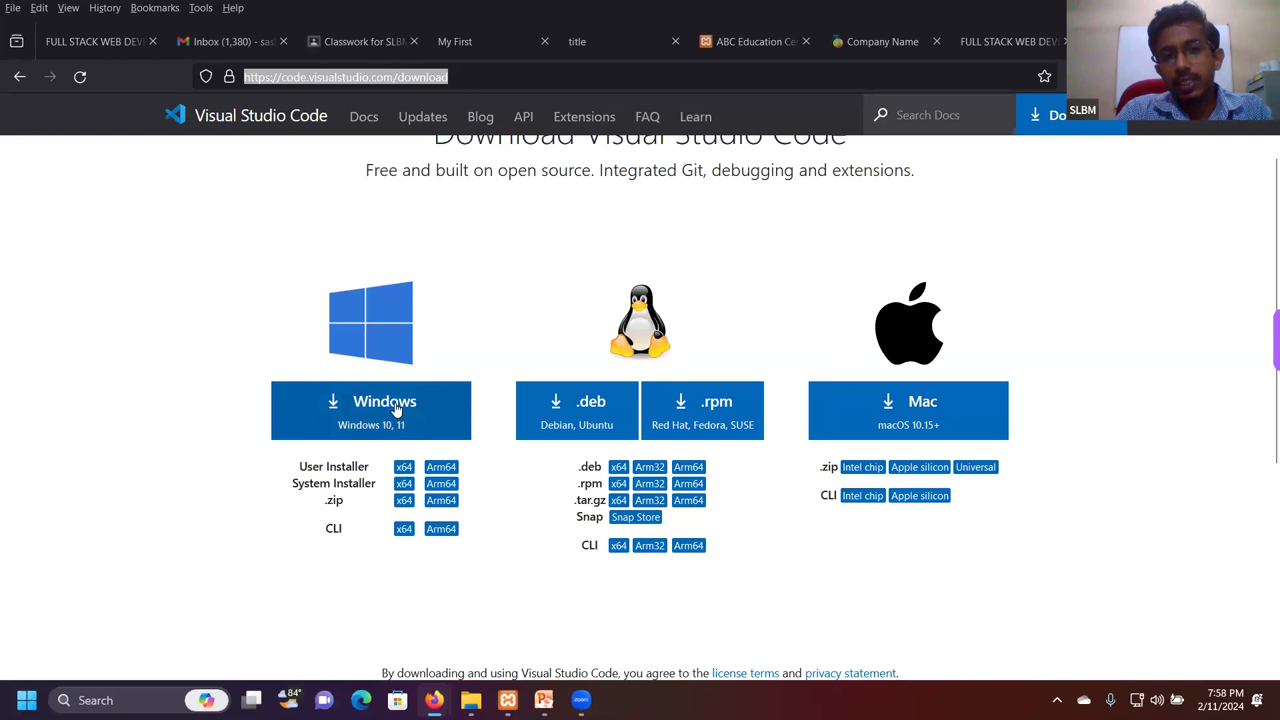 File Edit View History Bookmarks Tools Help
FULL STACK WEB DEV
Inbox (1,380) - sas
Classwork for SLBM
My First
title
ABC Education Ce
Company Name
FULL STACK WEB DEV
https://code.visualstudio.com/download
SLBM
Visual Studio Code
Updates Blog API Extensions FAQ Learn
Search Docs
Download Visual Studio Code
Free and built on open source. Integrated Git, debugging and extensions.
Windows
Windows 10, 11
User Installer x64 Arm64
System Installer x64 Arm64
.zip x64 Arm64
CLI x64 Arm64
.deb
Debian, Ubuntu
.rpm
Red Hat, Fedora, SUSE
.deb x64 Arm32 Arm64
.rpm x64 Arm32 Arm64
.tar.gz x64 Arm32 Arm64
Snap Snap Store
CLI x64 Arm32 Arm64
Mac
macOS 10.15+
.zip Intel chip Apple silicon Universal
CLI Intel chip Apple silicon
By downloading and using Visual Studio Code, you agree to the license terms and privacy statement.
Search
84°
zoom
7:58 PM
2/11/2024